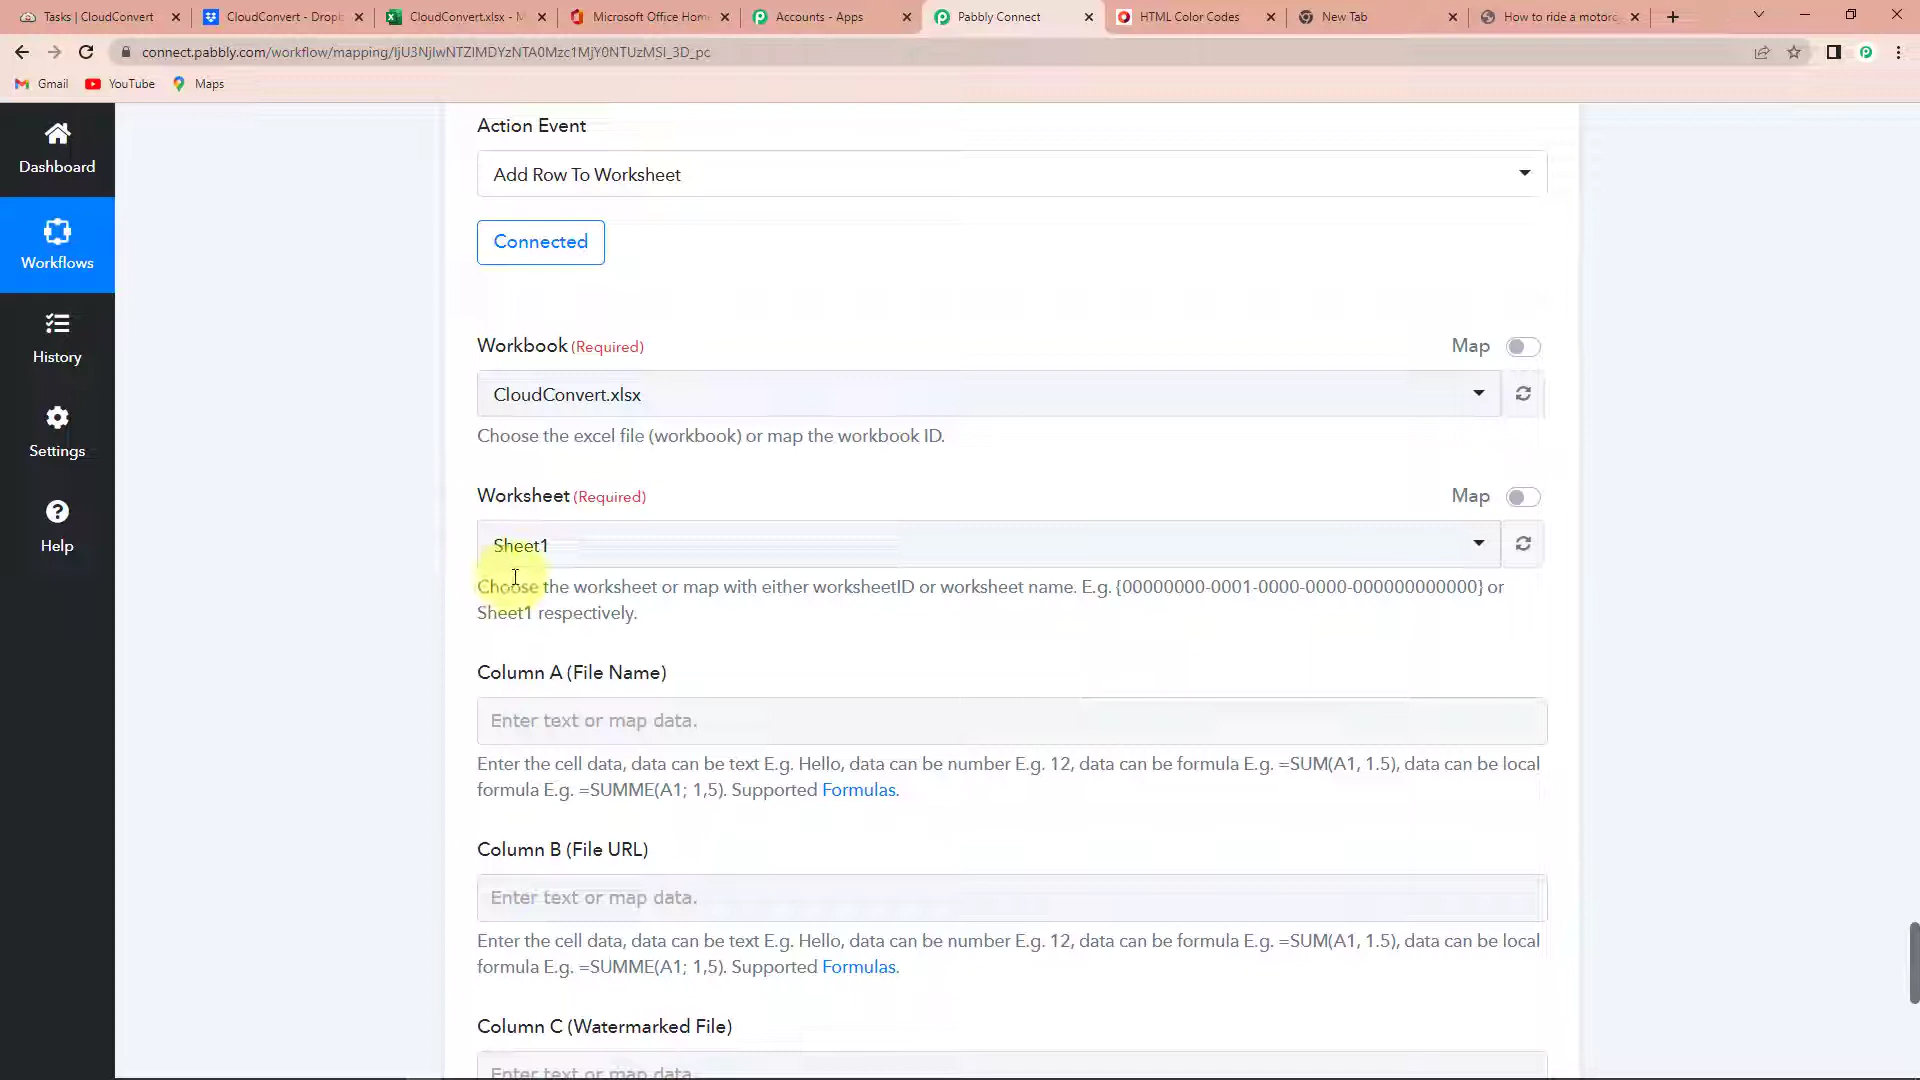 Tasks | CloudConvert
CloudConvert - Dropb
CloudConvert.xlsx - M
Microsoft Office Home
Accounts - Apps
Pabbly Connect
HTML Color Codes
New Tab
How to ride a motorc
connect.pabbly.com/workflow/mapping/
Gmail
YouTube
Maps
Dashboard
Workflows
History
Settings
Help
Action Event
Add Row To Worksheet
Connected
Workbook (Required)
Map
CloudConvert.xlsx
Choose the excel file (workbook) or map the workbook ID.
Worksheet (Required)
Map
Sheet1
Choose the worksheet or map with either worksheetID or worksheet name. E.g. {00000000-0001-0000-0000-000000000000} or
Sheet1 respectively.
Column A (File Name)
Enter text or map data.
Enter the cell data, data can be text E.g. Hello, data can be number E.g. 12, data can be formula E.g. =SUM(A1, 1.5), data can be local
formula E.g. =SUMME(A1; 1,5). Supported Formulas.
Column B (File URL)
Enter text or map data.
Enter the cell data, data can be text E.g. Hello, data can be number E.g. 12, data can be formula E.g. =SUM(A1, 1.5), data can be local
formula E.g. =SUMME(A1; 1,5). Supported Formulas.
Column C (Watermarked File)
Enter text or map data.